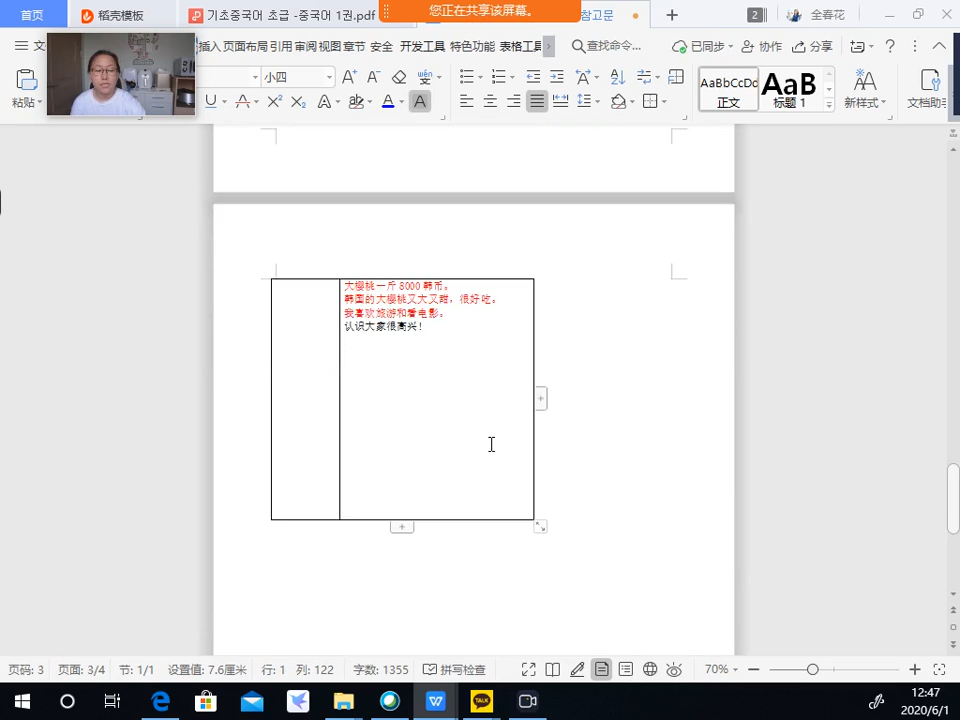 首页
稻壳模板
기초중국어 초급 -중국어 1권.pdf
您正在共享该屏幕。
참고문
2
全春花
插入 页面布局 引用 审阅 视图 章节 安全 开发工具 特色功能 表格工具
查找命令...
已同步
协作
分享
粘贴
小四
AaBbCcDd
正文
AaB
标题 1
新样式
文档助
大樱桃一斤 8000 韩币。
韩国的大樱桃又大又甜，很好吃。
我喜欢旅游和看电影。
认识大家很高兴！
页码: 3 页面: 3/4 节: 1/1 设置值: 7.6厘米 行: 1 列: 122 字数: 1355 拼写检查 70%
TALK
12:47
2020/6/1